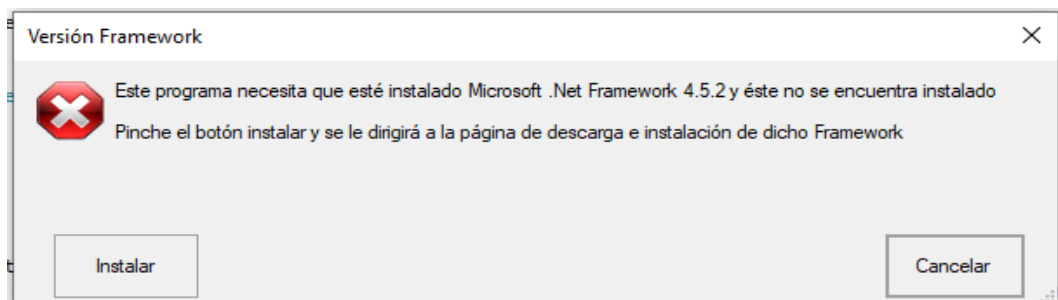 Versión Framework
Este programa necesita que esté instalado Microsoft .Net Framework 4.5.2 y éste no se encuentra instalado
Pinche el botón instalar y se le dirigirá a la página de descarga e instalación de dicho Framework
Instalar
Cancelar